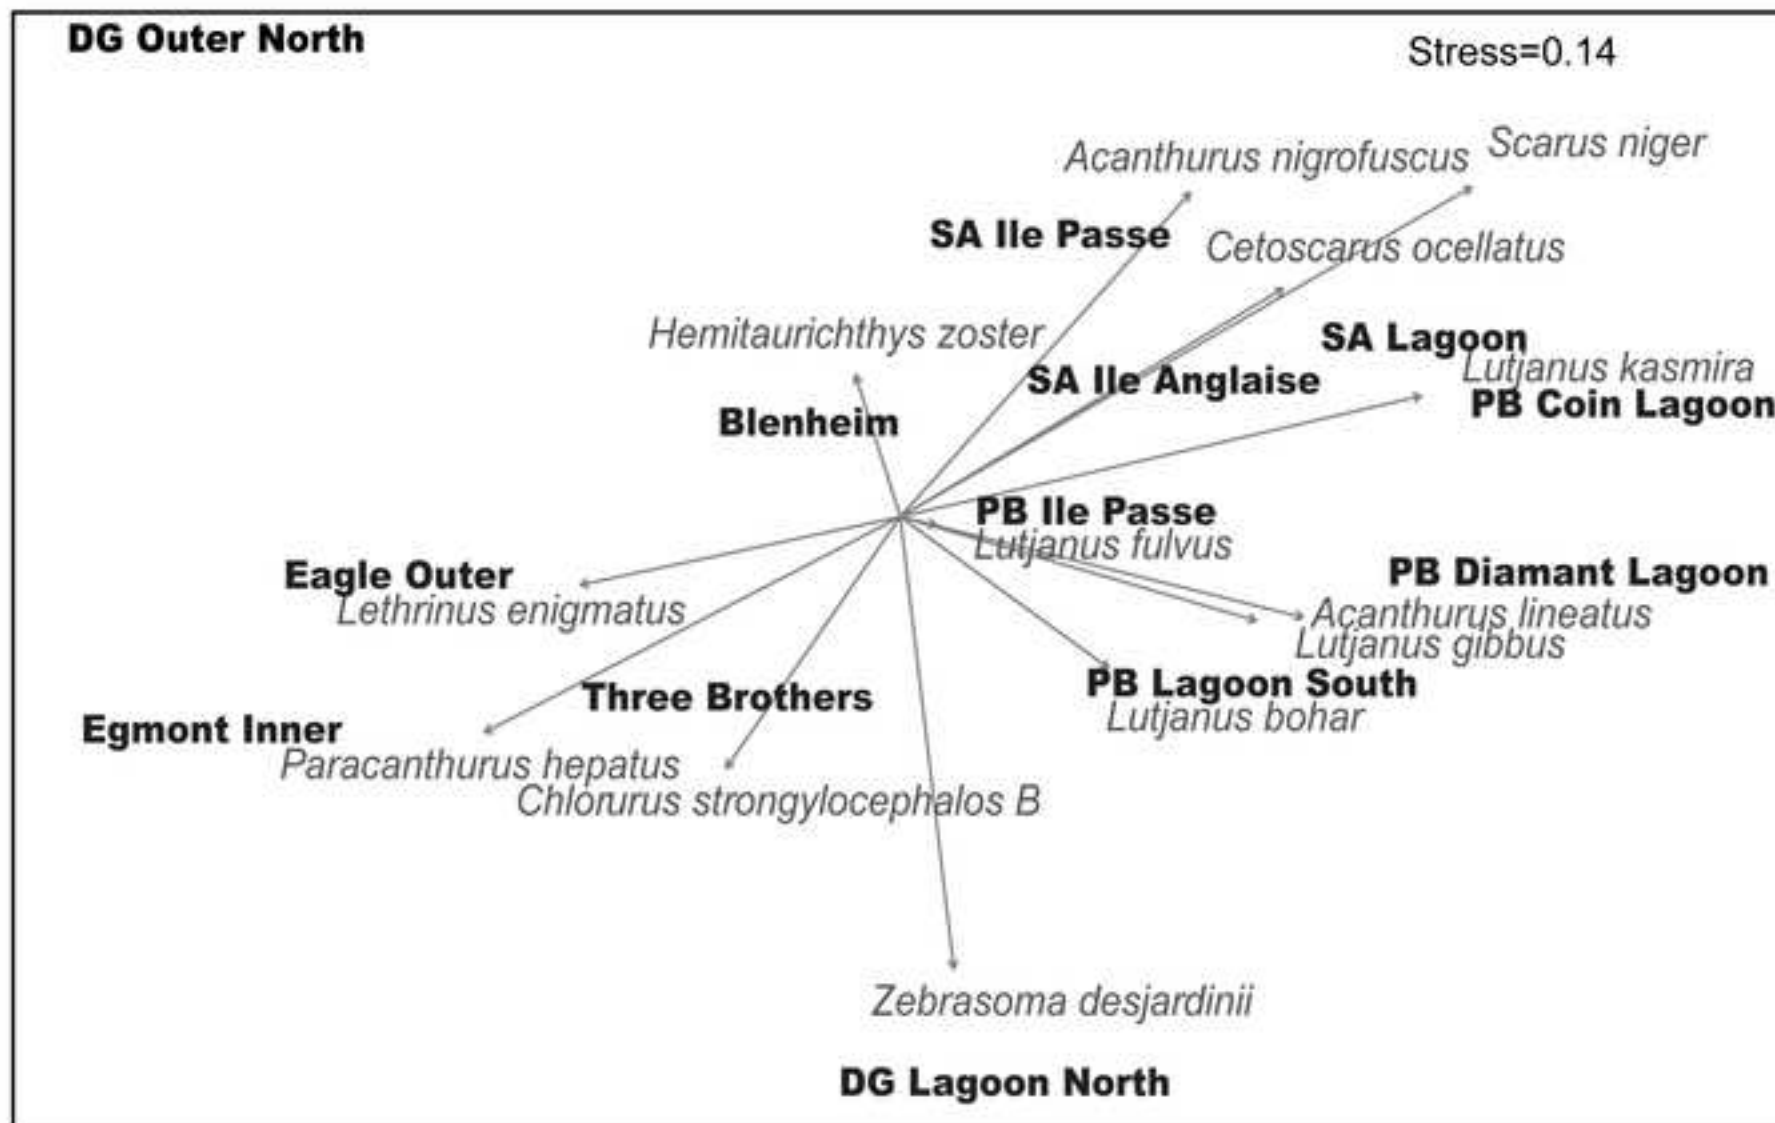 DG Outer North
Stress=0.14
Acanthurus nigrofuscus
Scarus niger
SA Ile Passe
Cetoscarus ocellatus
Hemitaurichthys zoster
SA Lagoon
Lutjanus kasmira
SA Ile Anglaise
PB Coin Lagoon
Blenheim
PB Ile Passe
Lutjanus fulvus
Eagle Outer
PB Diamant Lagoon
Lethrinus enigmatus
Acanthurus lineatus
Lutjanus gibbus
Three Brothers
PB Lagoon South
Lutjanus bohar
Egmont Inner
Paracanthurus hepatus
Chlorurus strongylocephalos B
Zebrasoma desjardinii
DG Lagoon North